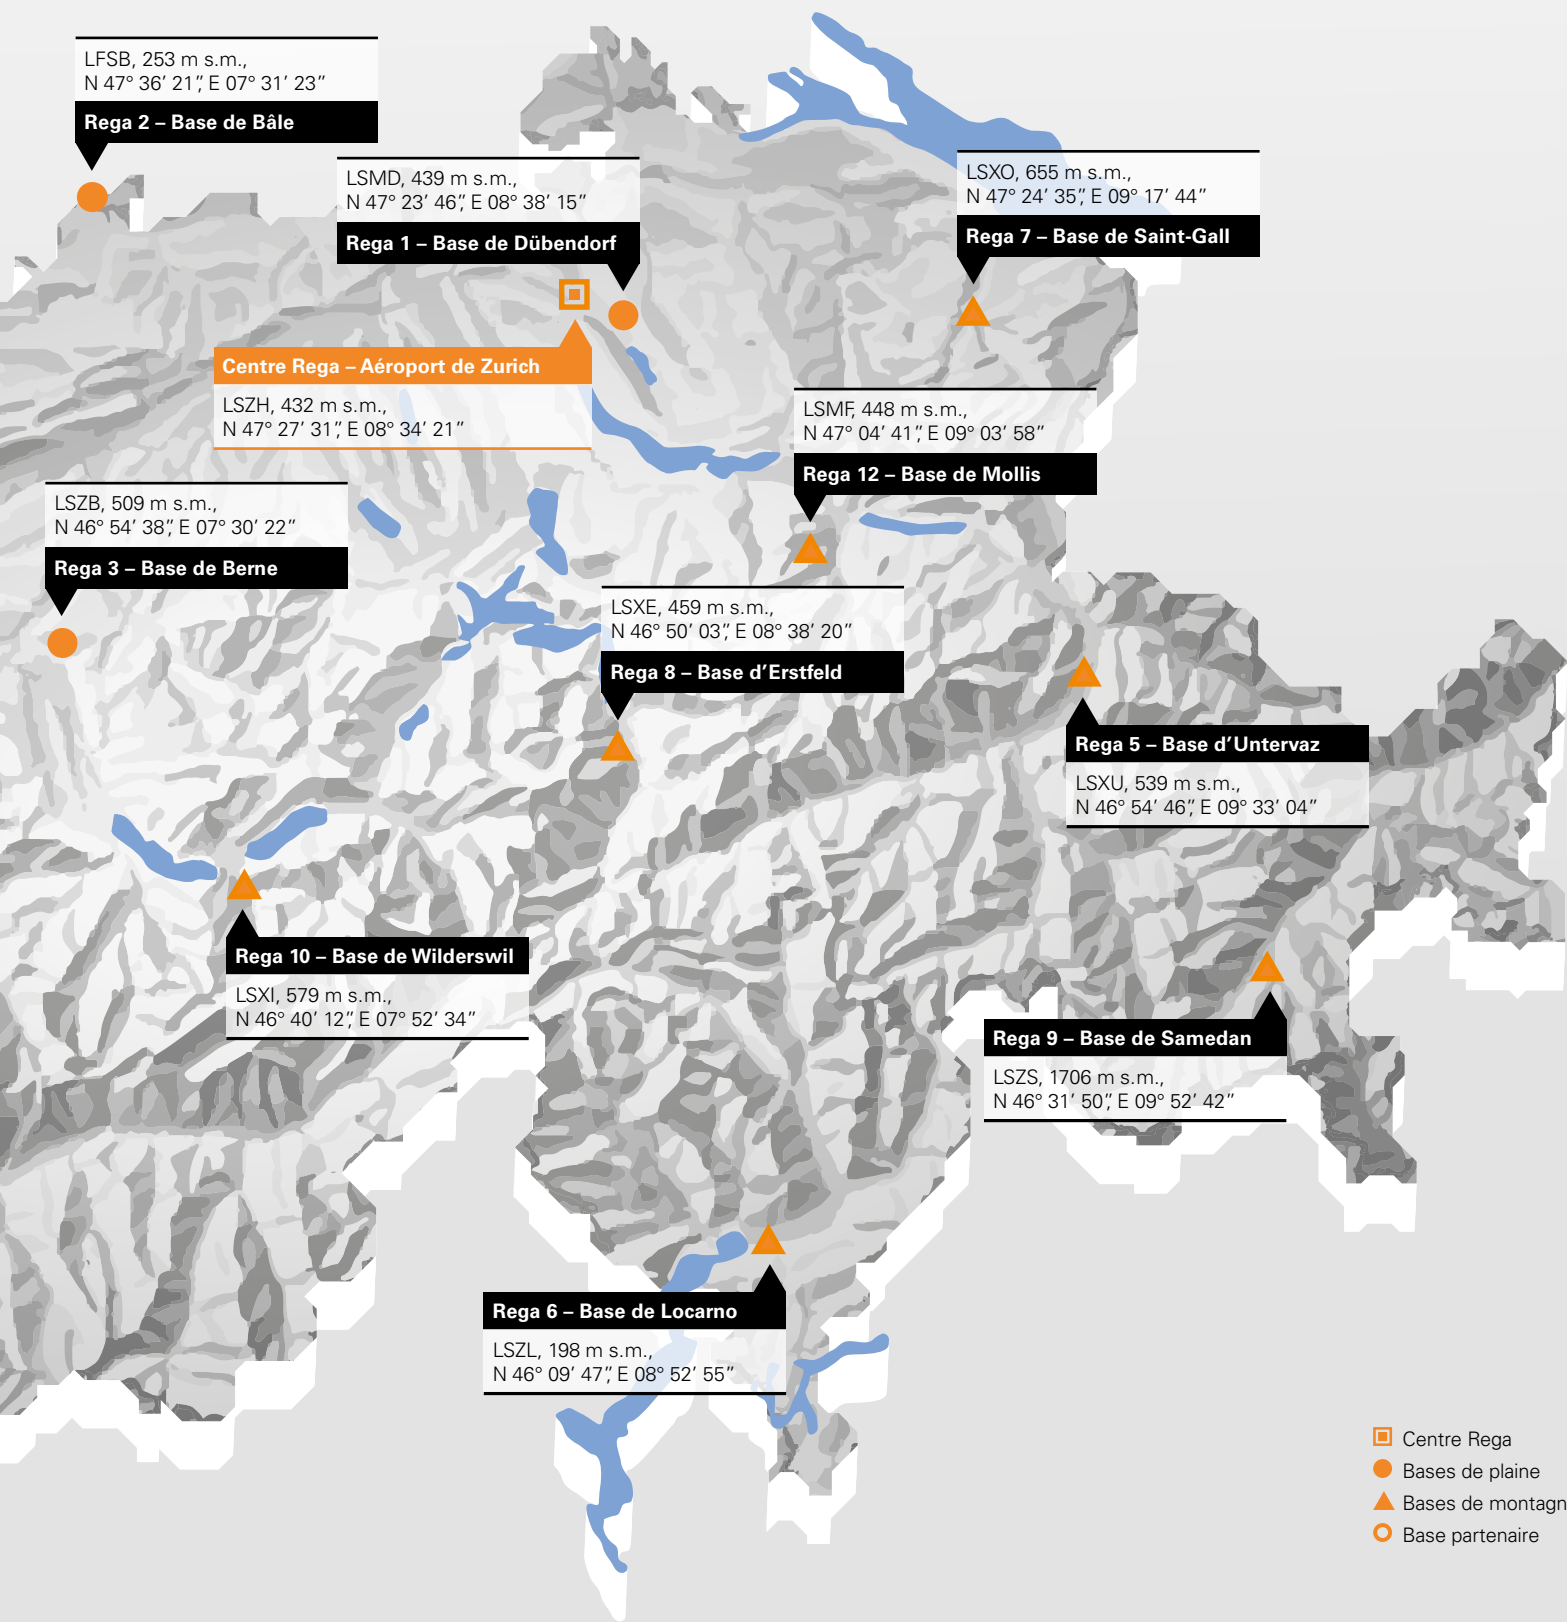 LFSB, 253 m s.m.,
N 47° 36′ 21″, E 07° 31′ 23″
Rega 2 – Base de Bâle
LSMD, 439 m s.m.,
N 47° 23′ 46″, E 08° 38′ 15″
Rega 1 – Base de Dübendorf
LSXO, 655 m s.m.,
N 47° 24′ 35″, E 09° 17′ 44″
Rega 7 – Base de Saint-Gall
Centre Rega – Aéroport de Zurich
LSZH, 432 m s.m.,
N 47° 27′ 31″, E 08° 34′ 21″
LSMF, 448 m s.m.,
N 47° 04′ 41″, E 09° 03′ 58″
Rega 12 – Base de Mollis
LSZB, 509 m s.m.,
N 46° 54′ 38″, E 07° 30′ 22″
Rega 3 – Base de Berne
LSXE, 459 m s.m.,
N 46° 50′ 03″, E 08° 38′ 20″
Rega 8 – Base d’Erstfeld
Rega 5 – Base d’Untervaz
LSXU, 539 m s.m.,
N 46° 54′ 46″, E 09° 33′ 04″
Rega 10 – Base de Wilderswil
LSXI, 579 m s.m.,
N 46° 40′ 12″, E 07° 52′ 34″
Rega 9 – Base de Samedan
LSZS, 1706 m s.m.,
N 46° 31′ 50″, E 09° 52′ 42″
Rega 6 – Base de Locarno
LSZL, 198 m s.m.,
N 46° 09′ 47″, E 08° 52′ 55″
Centre Rega
Bases de plaine
Bases de montagn
Base partenaire